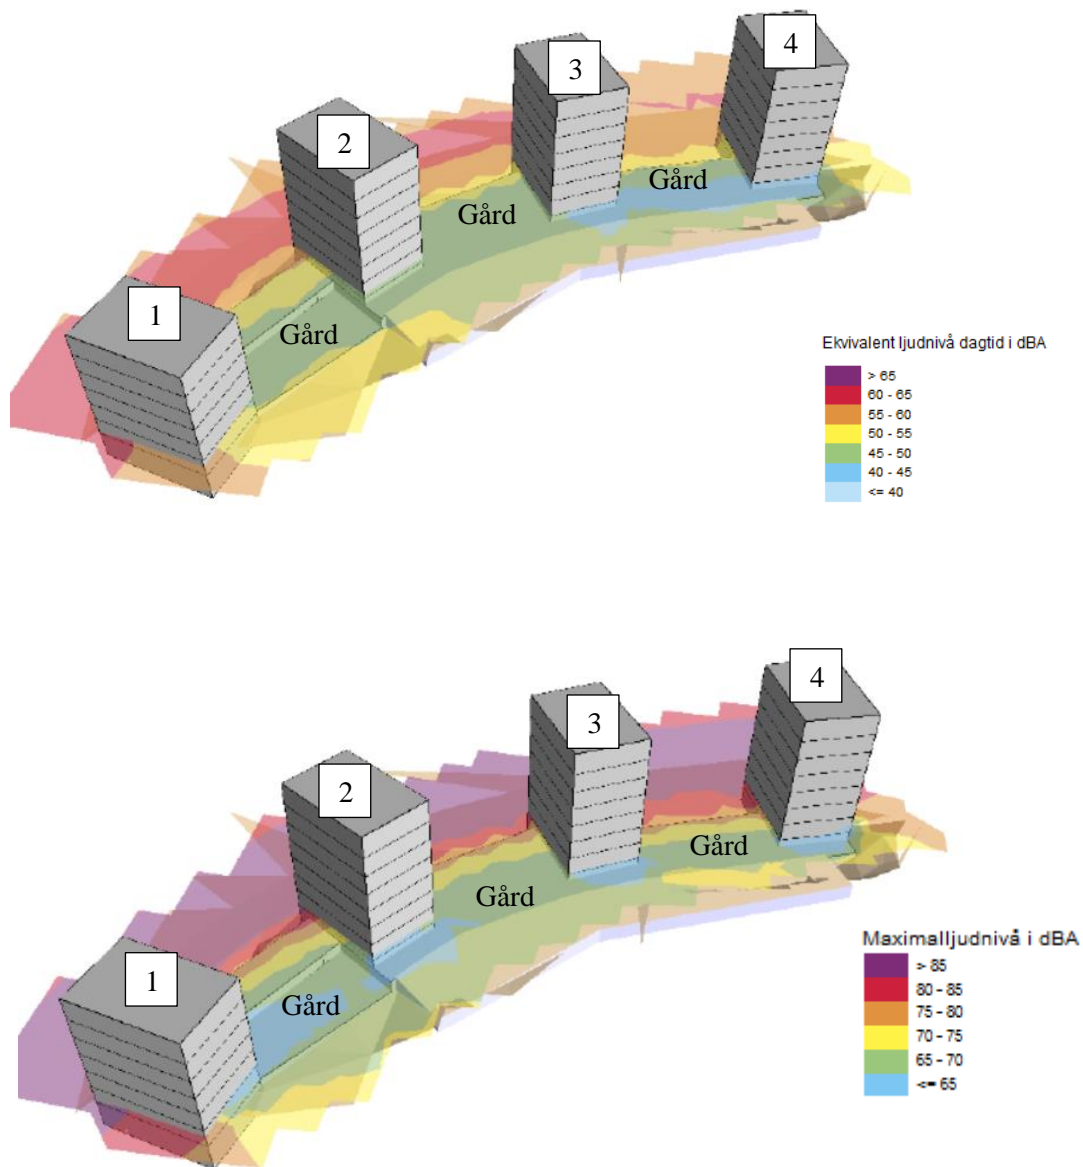 4
3
2
Gård
Gård
1
Gård
Ekvivalent ljudnivå dagtid i dBA
> 65
60 - 65
55 - 60
50 - 55
45 - 50
40 - 45
<= 40
4
3
2
Gård
Gård
1
Gård
Maximalljudnivå i dBA
> 85
80 - 85
75 - 80
70 - 75
65 - 70
<= 65